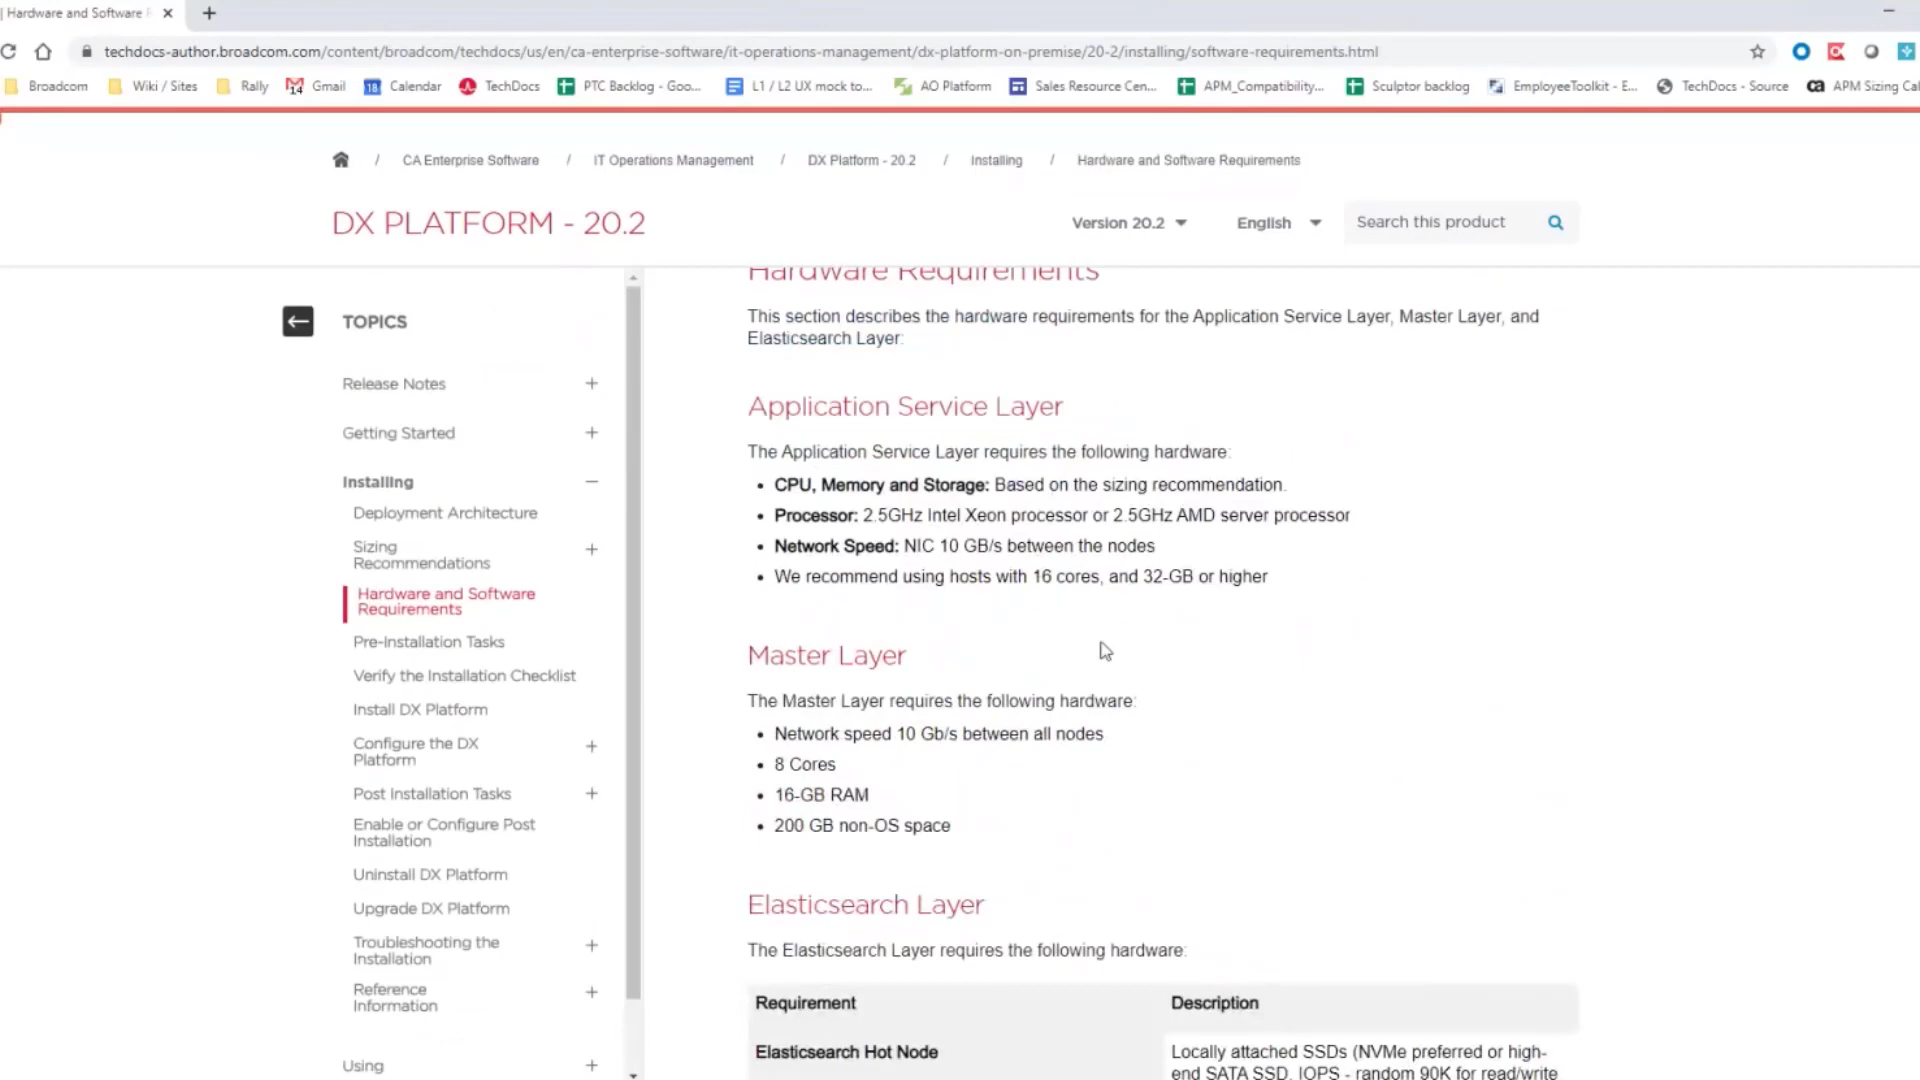 | Hardware and Software R
techdocs-author.broadcom.com/content/broadcom/techdocs/us/en/ca-enterprise-software/it-operations-management/dx-platform-on-premise/20-2/installing/software-requirements.html
Broadcom Wiki / Sites Rally 14 Gmail 18 Calendar TechDocs PTC Backlog - Goo... L1 / L2 UX mock to... AO Platform Sales Resource Cen... APM_Compatibility... Sculptor backlog EmployeeToolkit - E... TechDocs - Source ca APM Sizing Cal
/ CA Enterprise Software / IT Operations Management / DX Platform - 20.2 / Installing / Hardware and Software Requirements
DX PLATFORM - 20.2
Version 20.2 English Search this product
TOPICS
Release Notes +
Getting Started +
Installing −
Deployment Architecture
Sizing
Recommendations +
Hardware and Software
Requirements
Pre-Installation Tasks
Verify the Installation Checklist
Install DX Platform
Configure the DX
Platform +
Post Installation Tasks +
Enable or Configure Post
Installation
Uninstall DX Platform
Upgrade DX Platform
Troubleshooting the
Installation +
Reference
Information +
Using +
Hardware Requirements
This section describes the hardware requirements for the Application Service Layer, Master Layer, and
Elasticsearch Layer:
Application Service Layer
The Application Service Layer requires the following hardware:
• CPU, Memory and Storage: Based on the sizing recommendation.
• Processor: 2.5GHz Intel Xeon processor or 2.5GHz AMD server processor
• Network Speed: NIC 10 GB/s between the nodes
• We recommend using hosts with 16 cores, and 32-GB or higher
Master Layer
The Master Layer requires the following hardware:
• Network speed 10 Gb/s between all nodes
• 8 Cores
• 16-GB RAM
• 200 GB non-OS space
Elasticsearch Layer
The Elasticsearch Layer requires the following hardware:
Requirement Description
Elasticsearch Hot Node Locally attached SSDs (NVMe preferred or high-
end SATA SSD, IOPS - random 90K for read/write